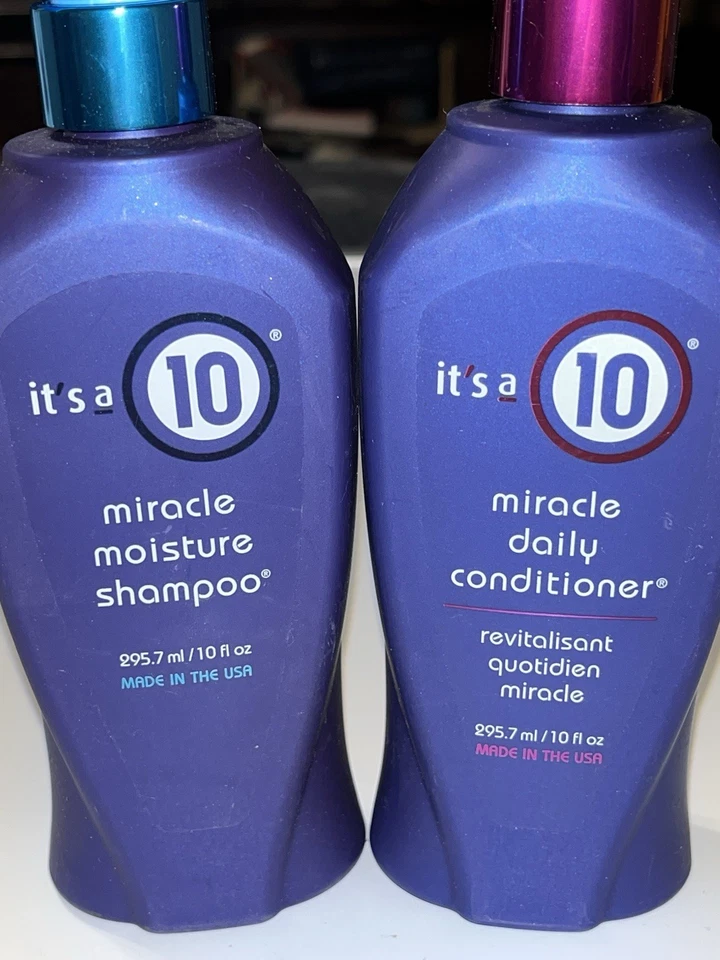 it's a 10®
miracle
moisture
shampoo®
295.7 ml / 10 fl oz
MADE IN THE USA
it's a 10®
miracle
daily
conditioner®
revitalisant
quotidien
miracle
295.7 ml / 10 fl oz
MADE IN THE USA